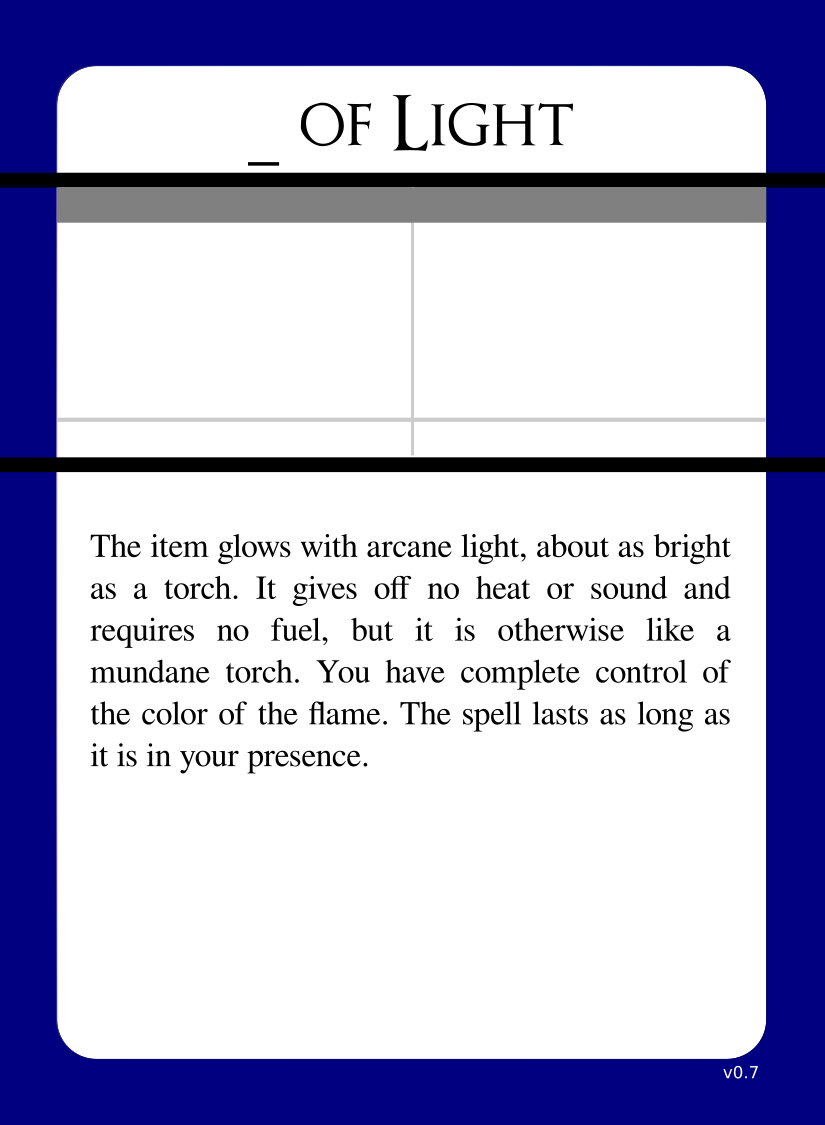 _ of Light
The item glows with arcane light, about as bright
as a torch. It gives off no heat or sound and
requires no fuel, but it is otherwise like a
mundane torch. You have complete control of
the color of the flame. The spell lasts as long as
it is in your presence.
v0.7